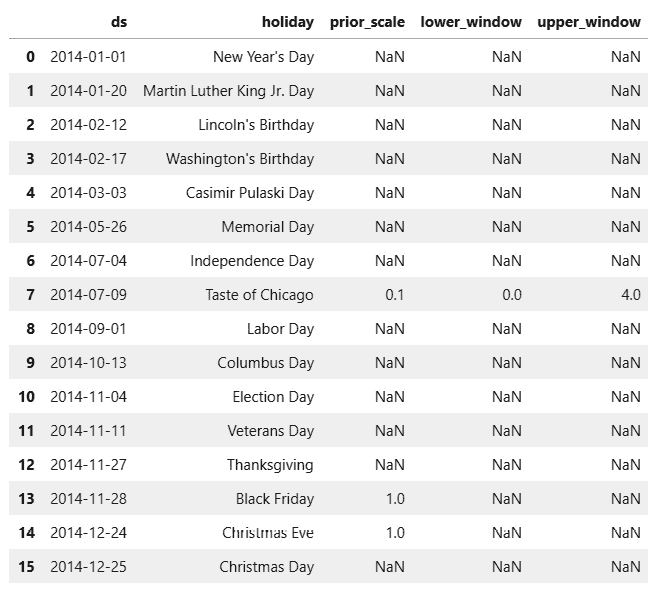 ds holiday prior_scale lower_window upper_window
0 2014-01-01 New Year's Day NaN NaN NaN
1 2014-01-20 Martin Luther King Jr. Day NaN NaN NaN
2 2014-02-12 Lincoln's Birthday NaN NaN NaN
3 2014-02-17 Washington's Birthday NaN NaN NaN
4 2014-03-03 Casimir Pulaski Day NaN NaN NaN
5 2014-05-26 Memorial Day NaN NaN NaN
6 2014-07-04 Independence Day NaN NaN NaN
7 2014-07-09 Taste of Chicago 0.1 0.0 4.0
8 2014-09-01 Labor Day NaN NaN NaN
9 2014-10-13 Columbus Day NaN NaN NaN
10 2014-11-04 Election Day NaN NaN NaN
11 2014-11-11 Veterans Day NaN NaN NaN
12 2014-11-27 Thanksgiving NaN NaN NaN
13 2014-11-28 Black Friday 1.0 NaN NaN
14 2014-12-24 Christmas Eve 1.0 NaN NaN
15 2014-12-25 Christmas Day NaN NaN NaN